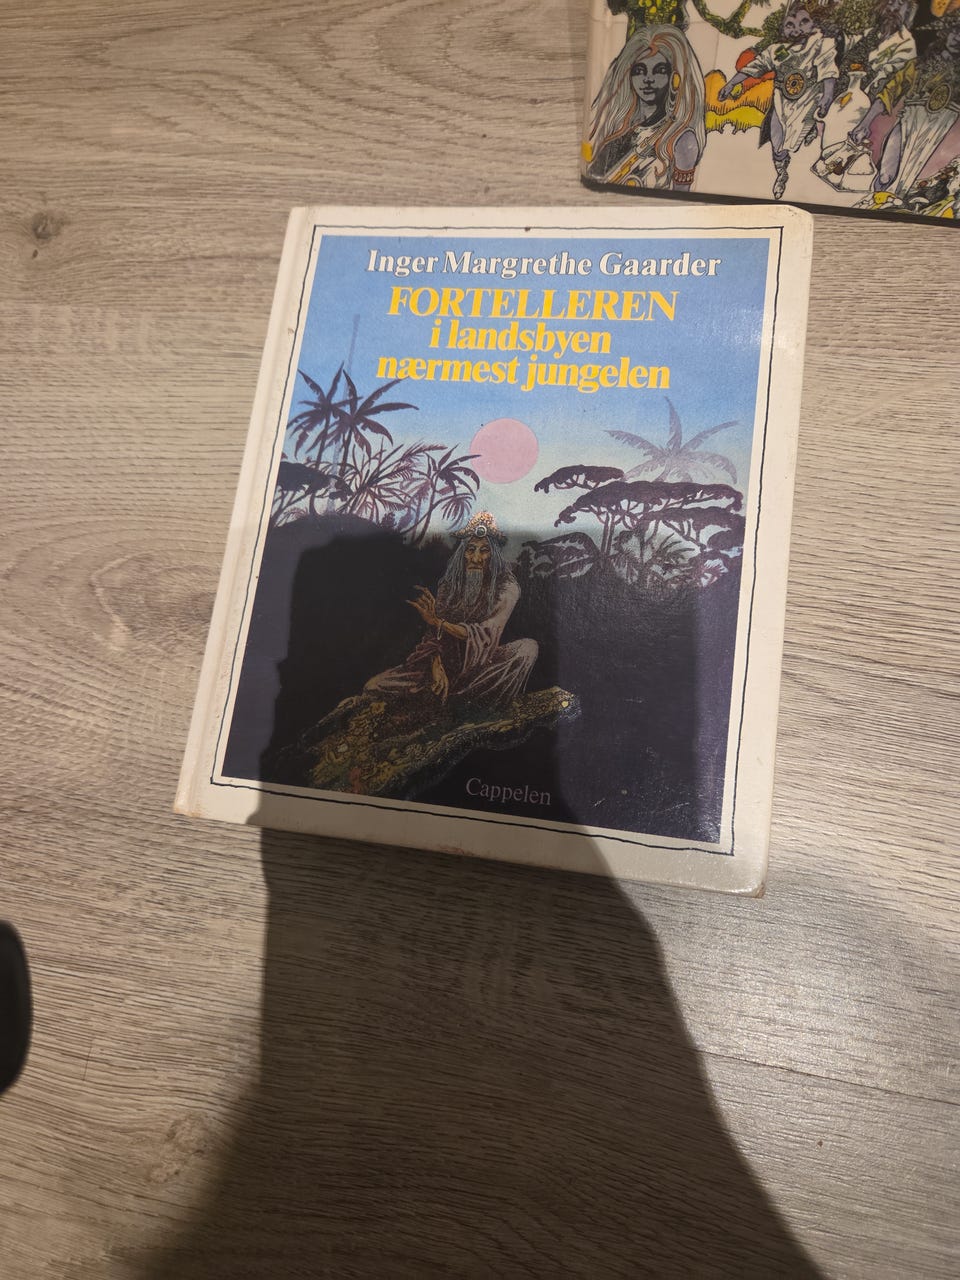 Inger Margrethe Gaarder
FORTELLEREN
i landsbyen
nærmest jungelen
Cappelen